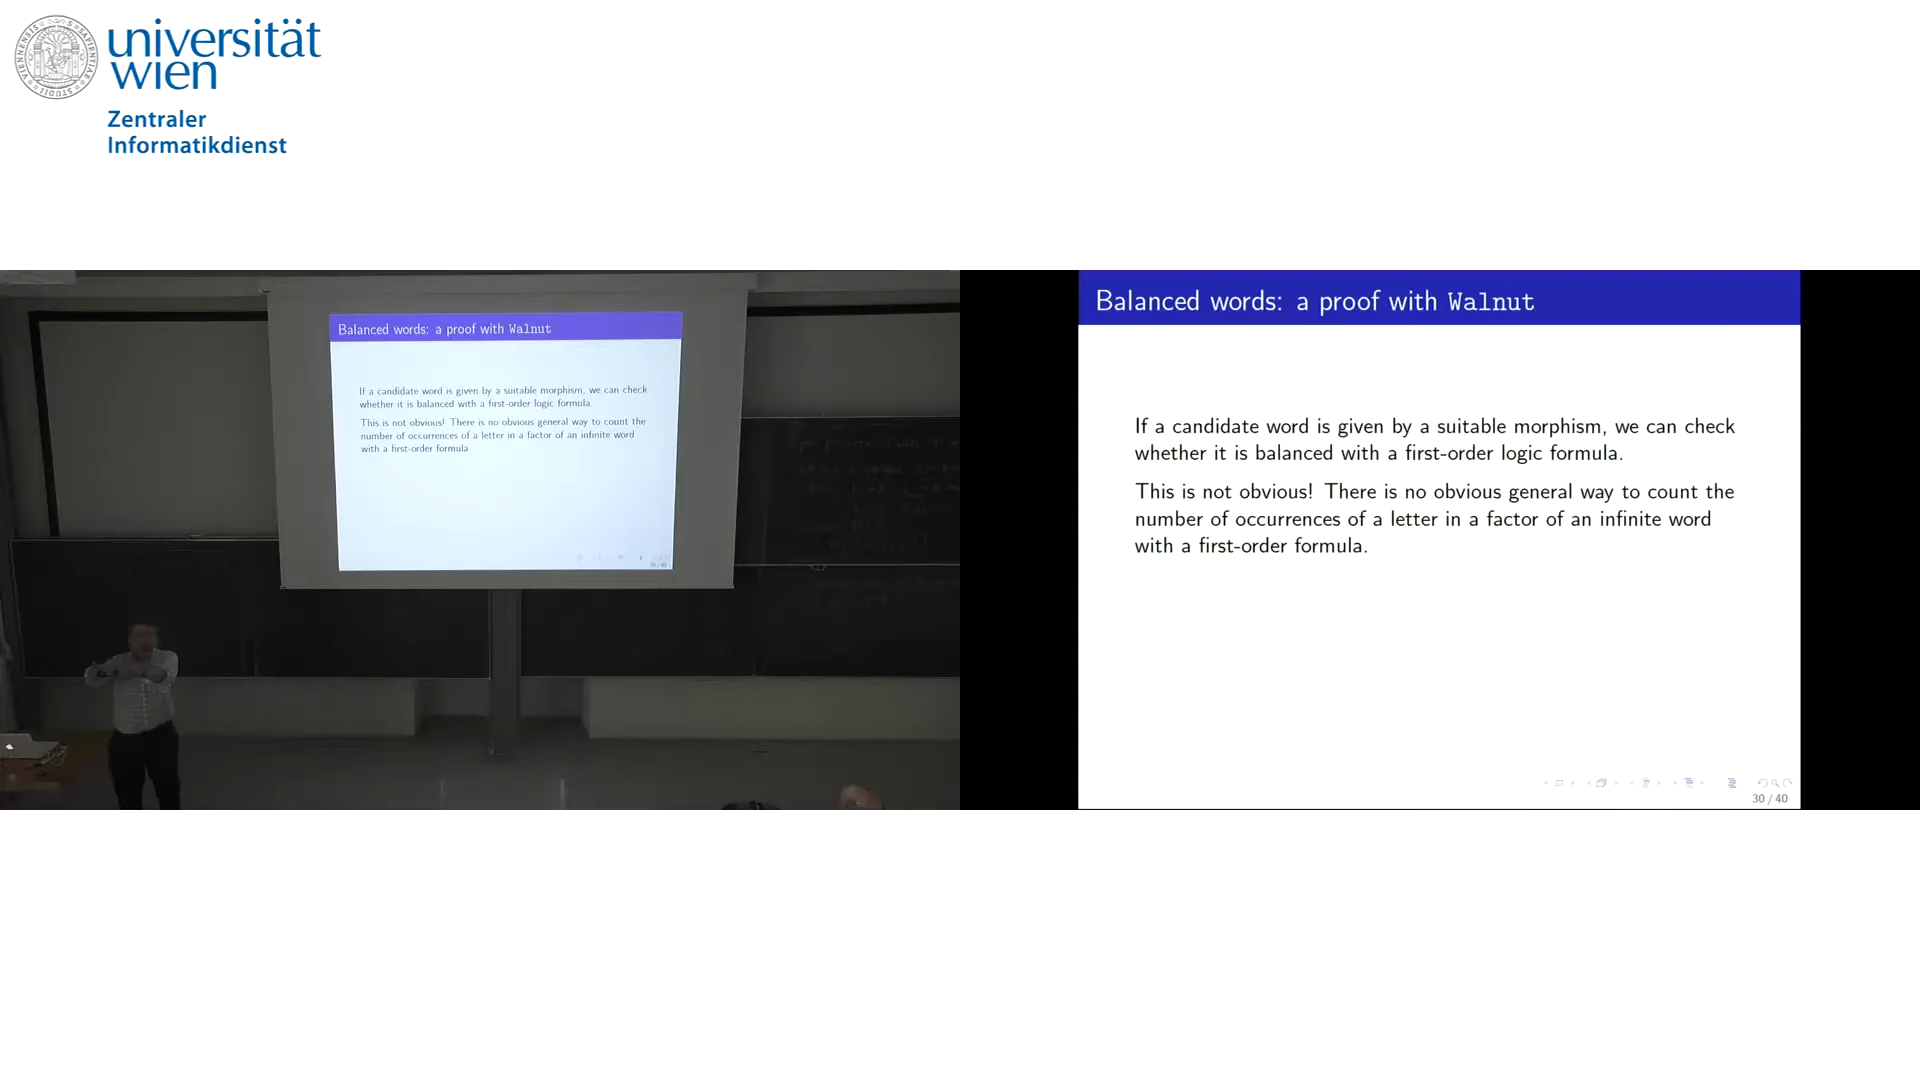 universität
wien
Zentraler
Informatikdienst
Balanced words: a proof with Walnut
If a candidate word is given by a suitable morphism, we can check
whether it is balanced with a first-order logic formula.
This is not obvious! There is no obvious general way to count the
number of occurrences of a letter in a factor of an infinite word
with a first-order formula
30 / 40
Balanced words: a proof with Walnut
If a candidate word is given by a suitable morphism, we can check
whether it is balanced with a first-order logic formula.
This is not obvious! There is no obvious general way to count the
number of occurrences of a letter in a factor of an infinite word
with a first-order formula.
30 / 40